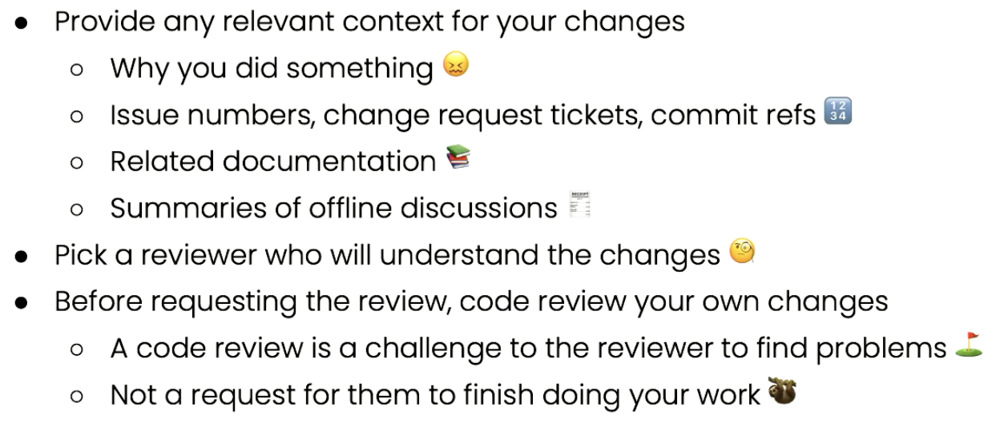 ● Provide any relevant context for your changes
○ Why you did something 😖
○ Issue numbers, change request tickets, commit refs 🔢
○ Related documentation 📚
○ Summaries of offline discussions 🧾
● Pick a reviewer who will understand the changes 🧐
● Before requesting the review, code review your own changes
○ A code review is a challenge to the reviewer to find problems ⛳
○ Not a request for them to finish doing your work 🦥